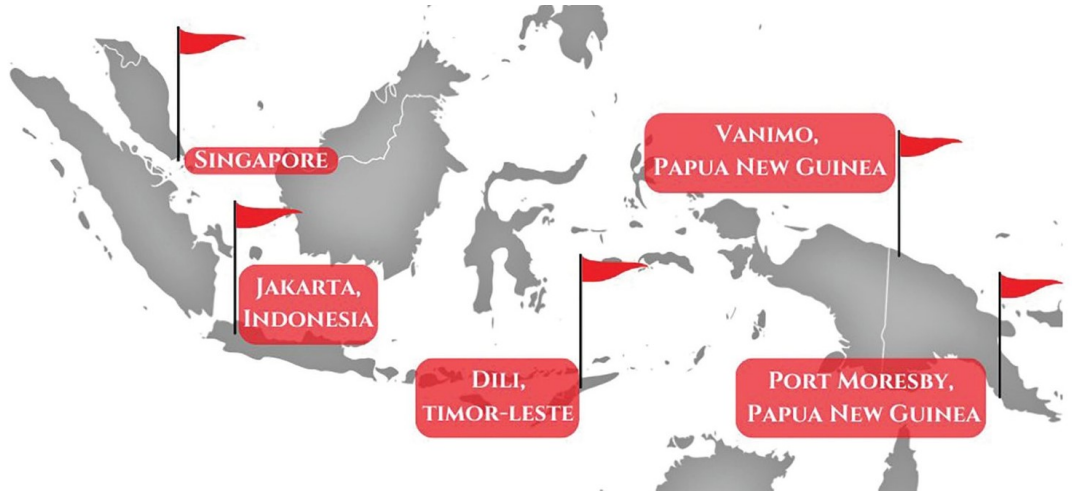 Singapore
Vanimo,
Papua New Guinea
Jakarta,
Indonesia
Dili,
timor-leste
Port Moresby,
Papua New Guinea